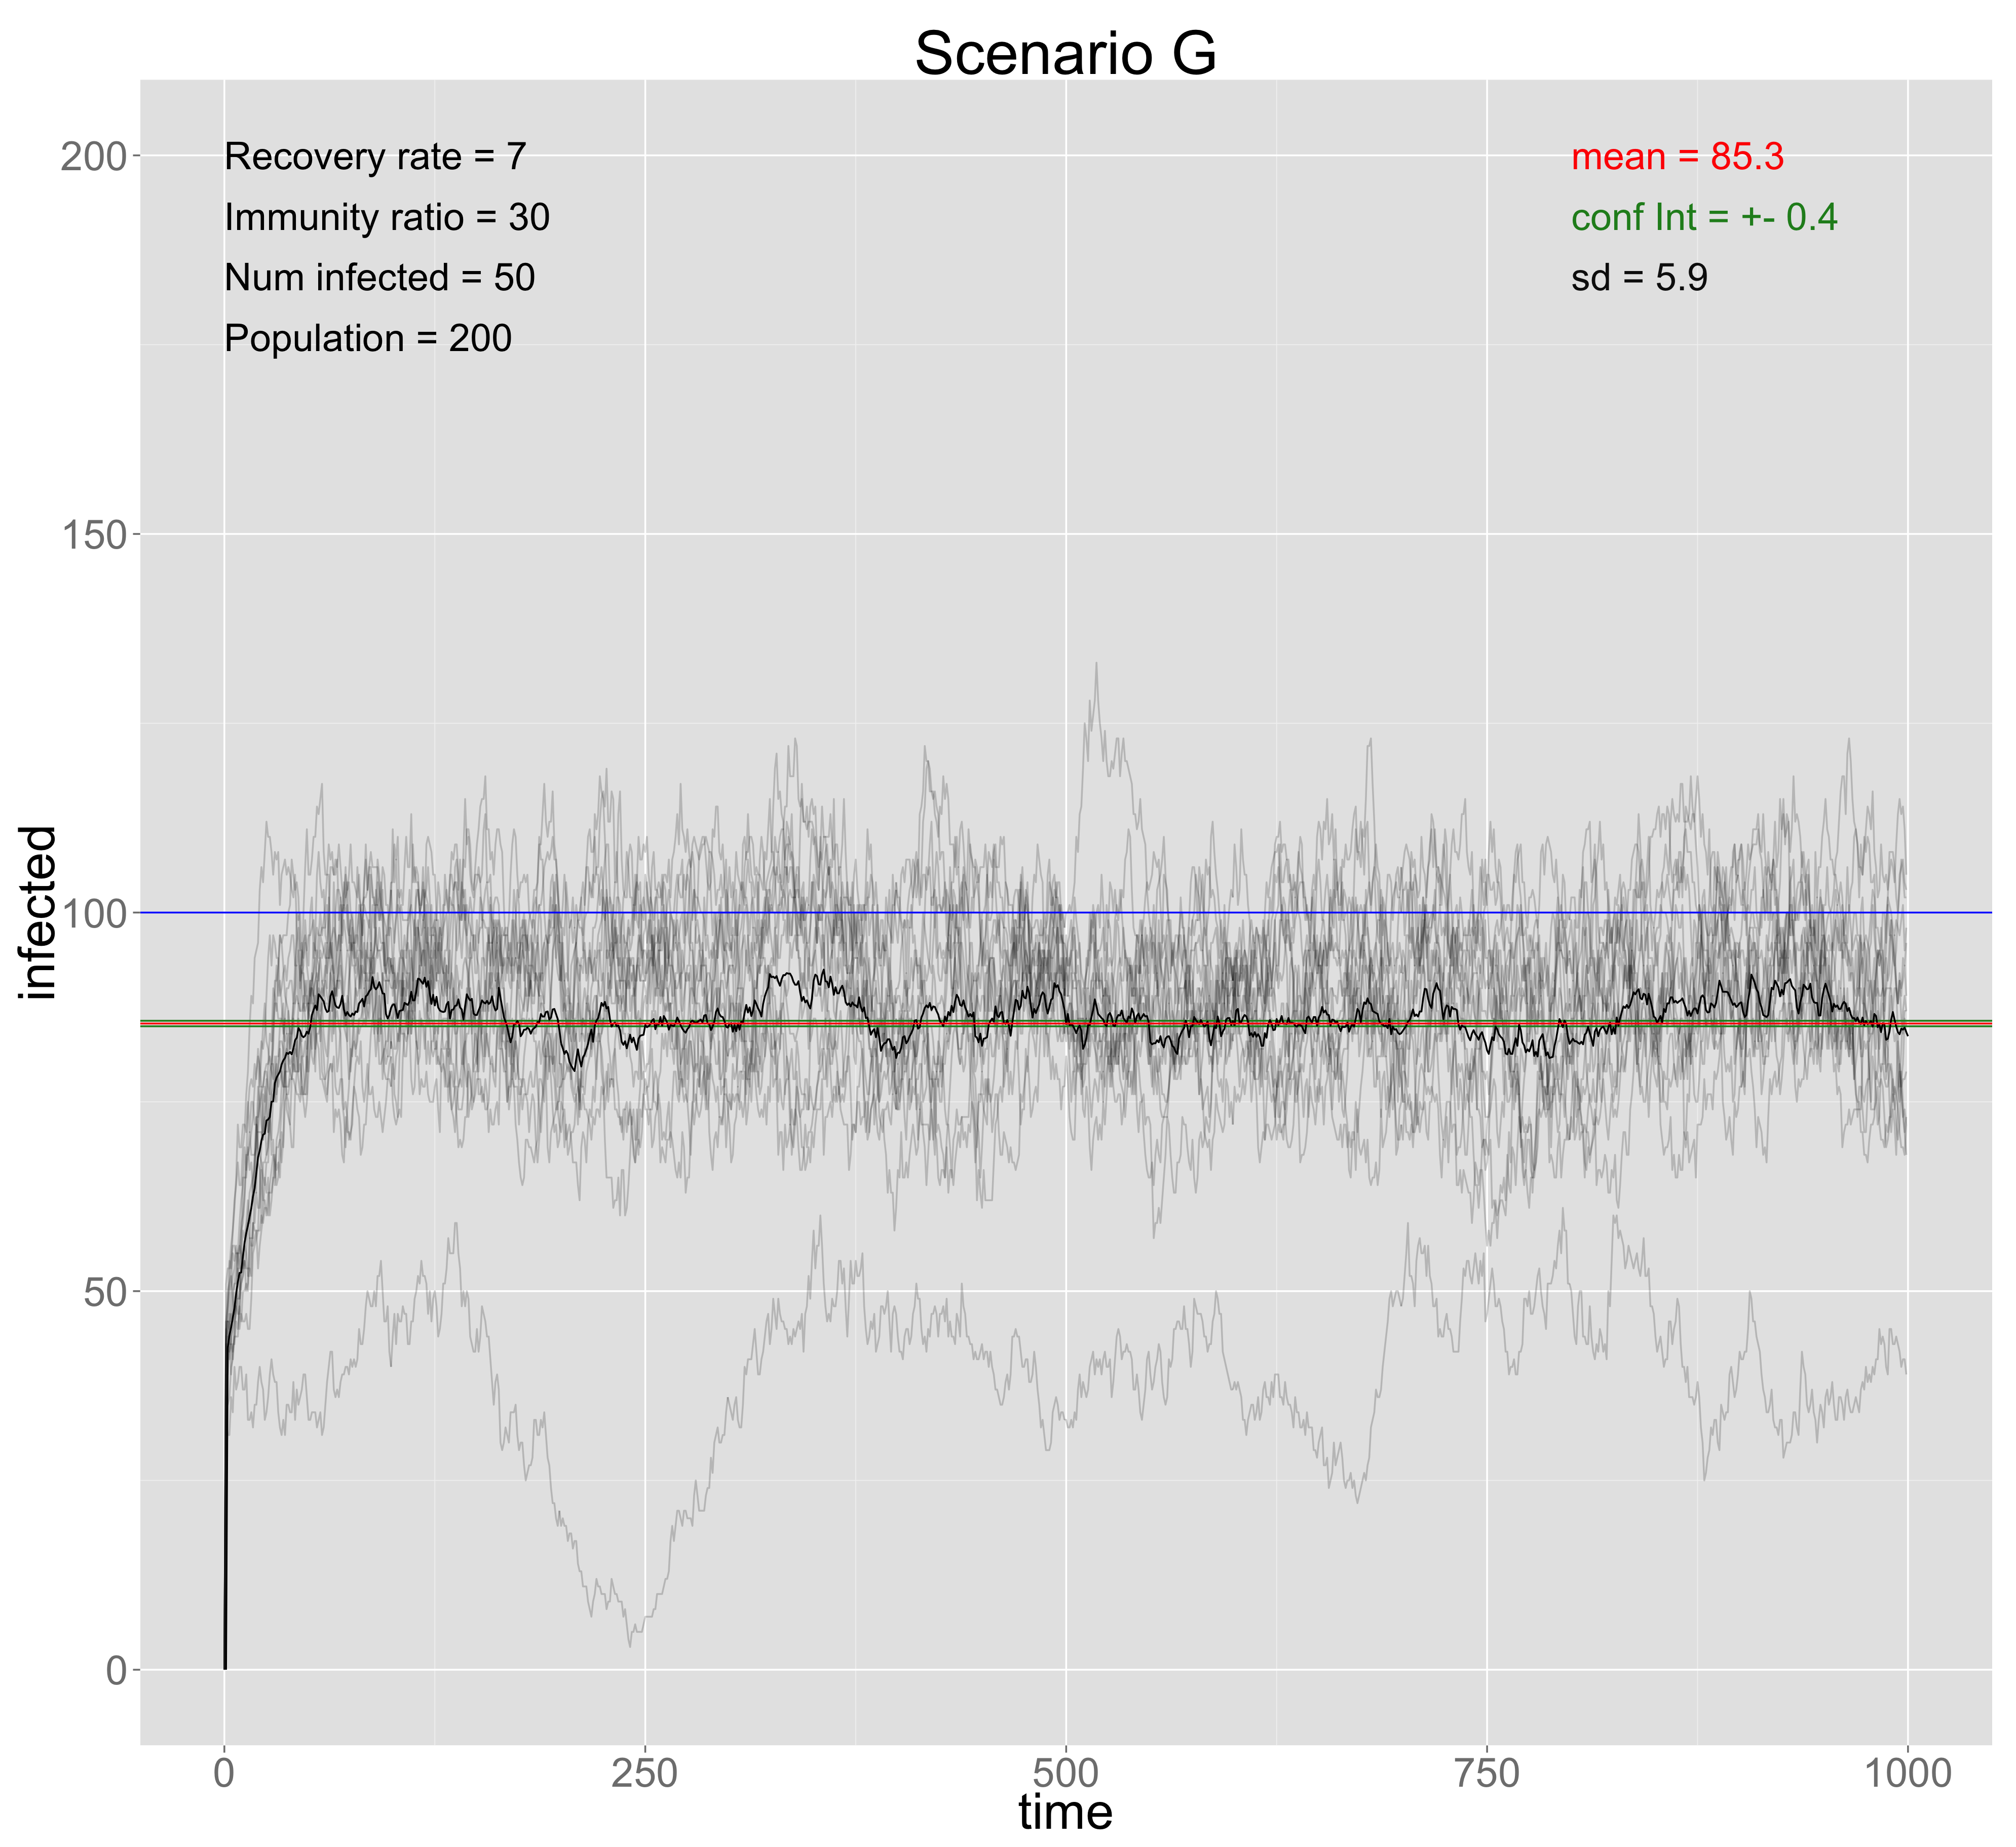 Scenario G
Recovery rate = 7
Immunity ratio = 30
Num infected = 50
Population = 200
mean = 85.3
conf Int = +- 0.4
sd = 5.9
infected
200
150
100
50
0
0 250 500 750 1000
time